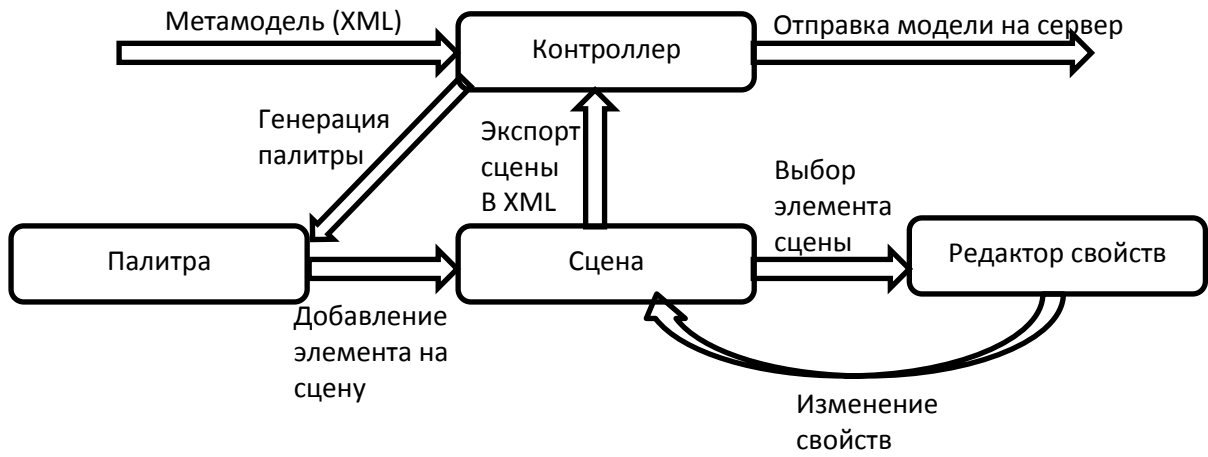 Метамодель (XML)
Контроллер
Отправка модели на сервер
Генерация
палитры
Экспорт
сцены
В XML
Выбор
элемента
сцены
Палитра
Сцена
Редактор свойств
Добавление
элемента на
сцену
Изменение
свойств